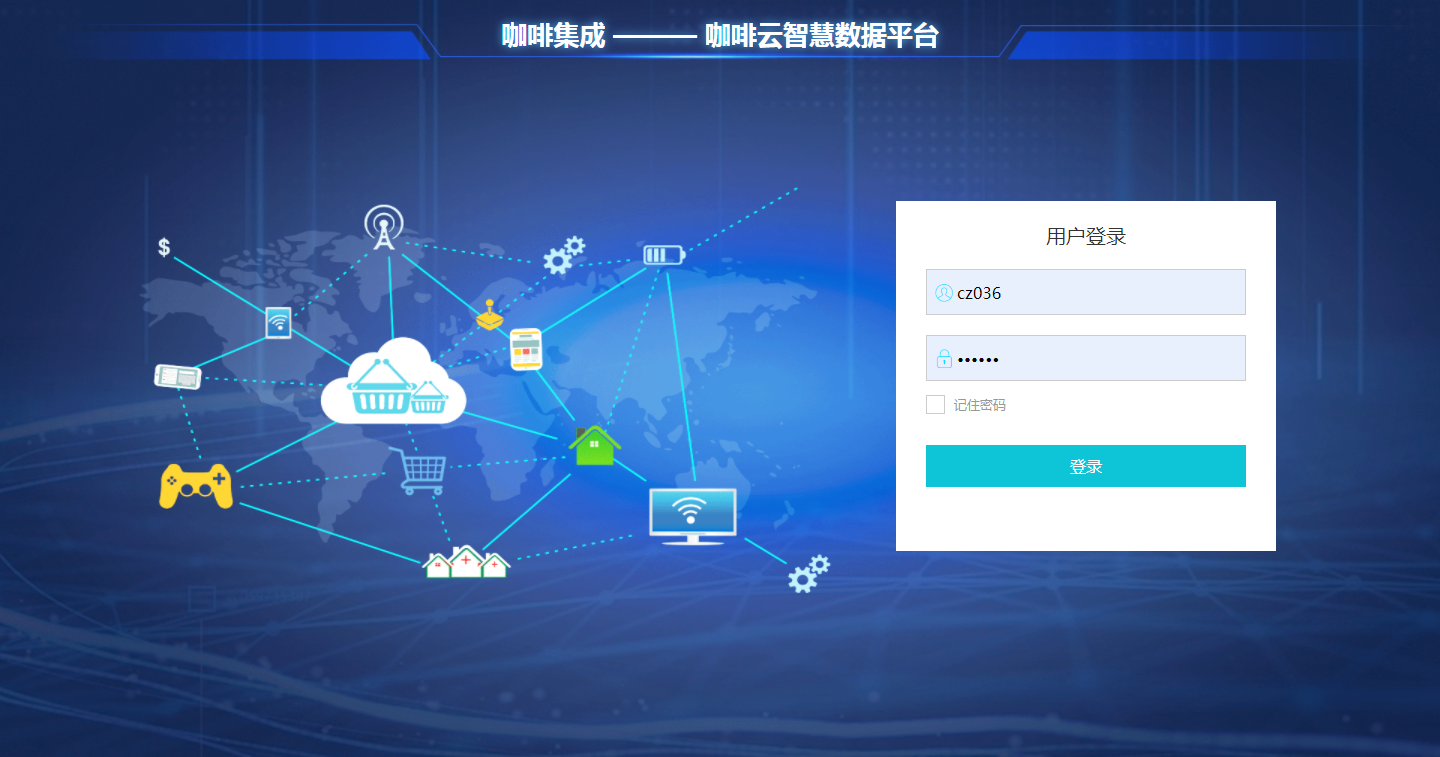 咖啡集成 ——— 咖啡云智慧数据平台
$
用户登录
cz036
••••••
记住密码
登录